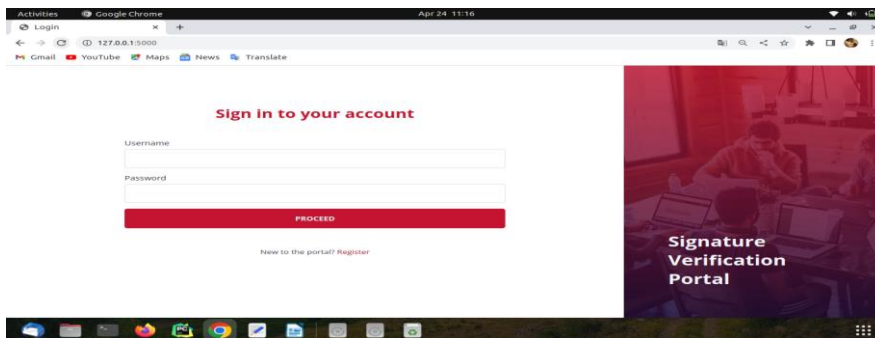 Activities Google Chrome Apr 24 11:16
Login
127.0.0.1:5000
Gmail YouTube Maps News Translate
Sign in to your account
Username
Password
PROCEED
New to the portal? Register
Signature
Verification
Portal